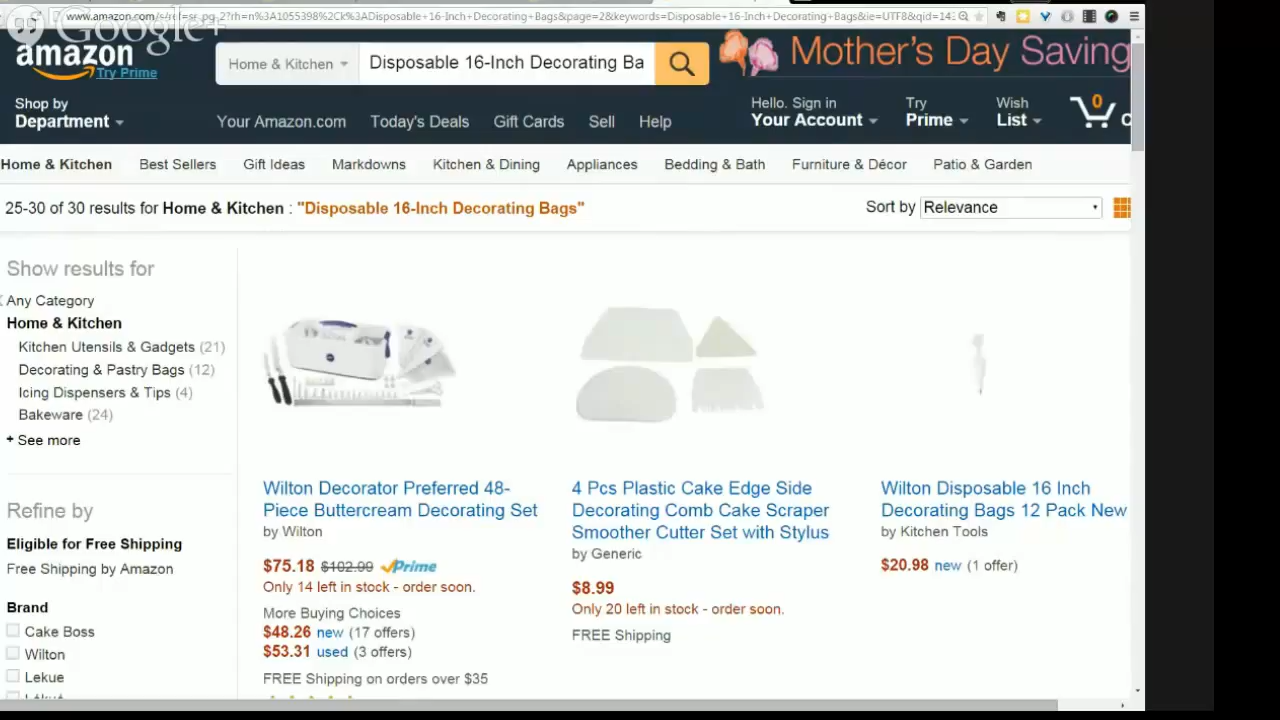 www.amazon.com
Google+
amazon
Try Prime
Home & Kitchen
Disposable 16-Inch Decorating Ba
Mother's Day Saving
Shop by
Department
Your Amazon.com
Today's Deals
Gift Cards
Sell
Help
Hello. Sign in
Your Account
Try
Prime
Wish
List
0
C
Home & Kitchen
Best Sellers
Gift Ideas
Markdowns
Kitchen & Dining
Appliances
Bedding & Bath
Furniture & Décor
Patio & Garden
25-30 of 30 results for Home & Kitchen : "Disposable 16-Inch Decorating Bags"
Sort by Relevance
Show results for
Any Category
Home & Kitchen
Kitchen Utensils & Gadgets (21)
Decorating & Pastry Bags (12)
Icing Dispensers & Tips (4)
Bakeware (24)
+ See more
Refine by
Eligible for Free Shipping
Free Shipping by Amazon
Brand
Cake Boss
Wilton
Lekue
Wilton Decorator Preferred 48-
Piece Buttercream Decorating Set
by Wilton
$75.18 $102.99 Prime
Only 14 left in stock - order soon.
More Buying Choices
$48.26 new (17 offers)
$53.31 used (3 offers)
FREE Shipping on orders over $35
4 Pcs Plastic Cake Edge Side
Decorating Comb Cake Scraper
Smoother Cutter Set with Stylus
by Generic
$8.99
Only 20 left in stock - order soon.
FREE Shipping
Wilton Disposable 16 Inch
Decorating Bags 12 Pack New
by Kitchen Tools
$20.98 new (1 offer)